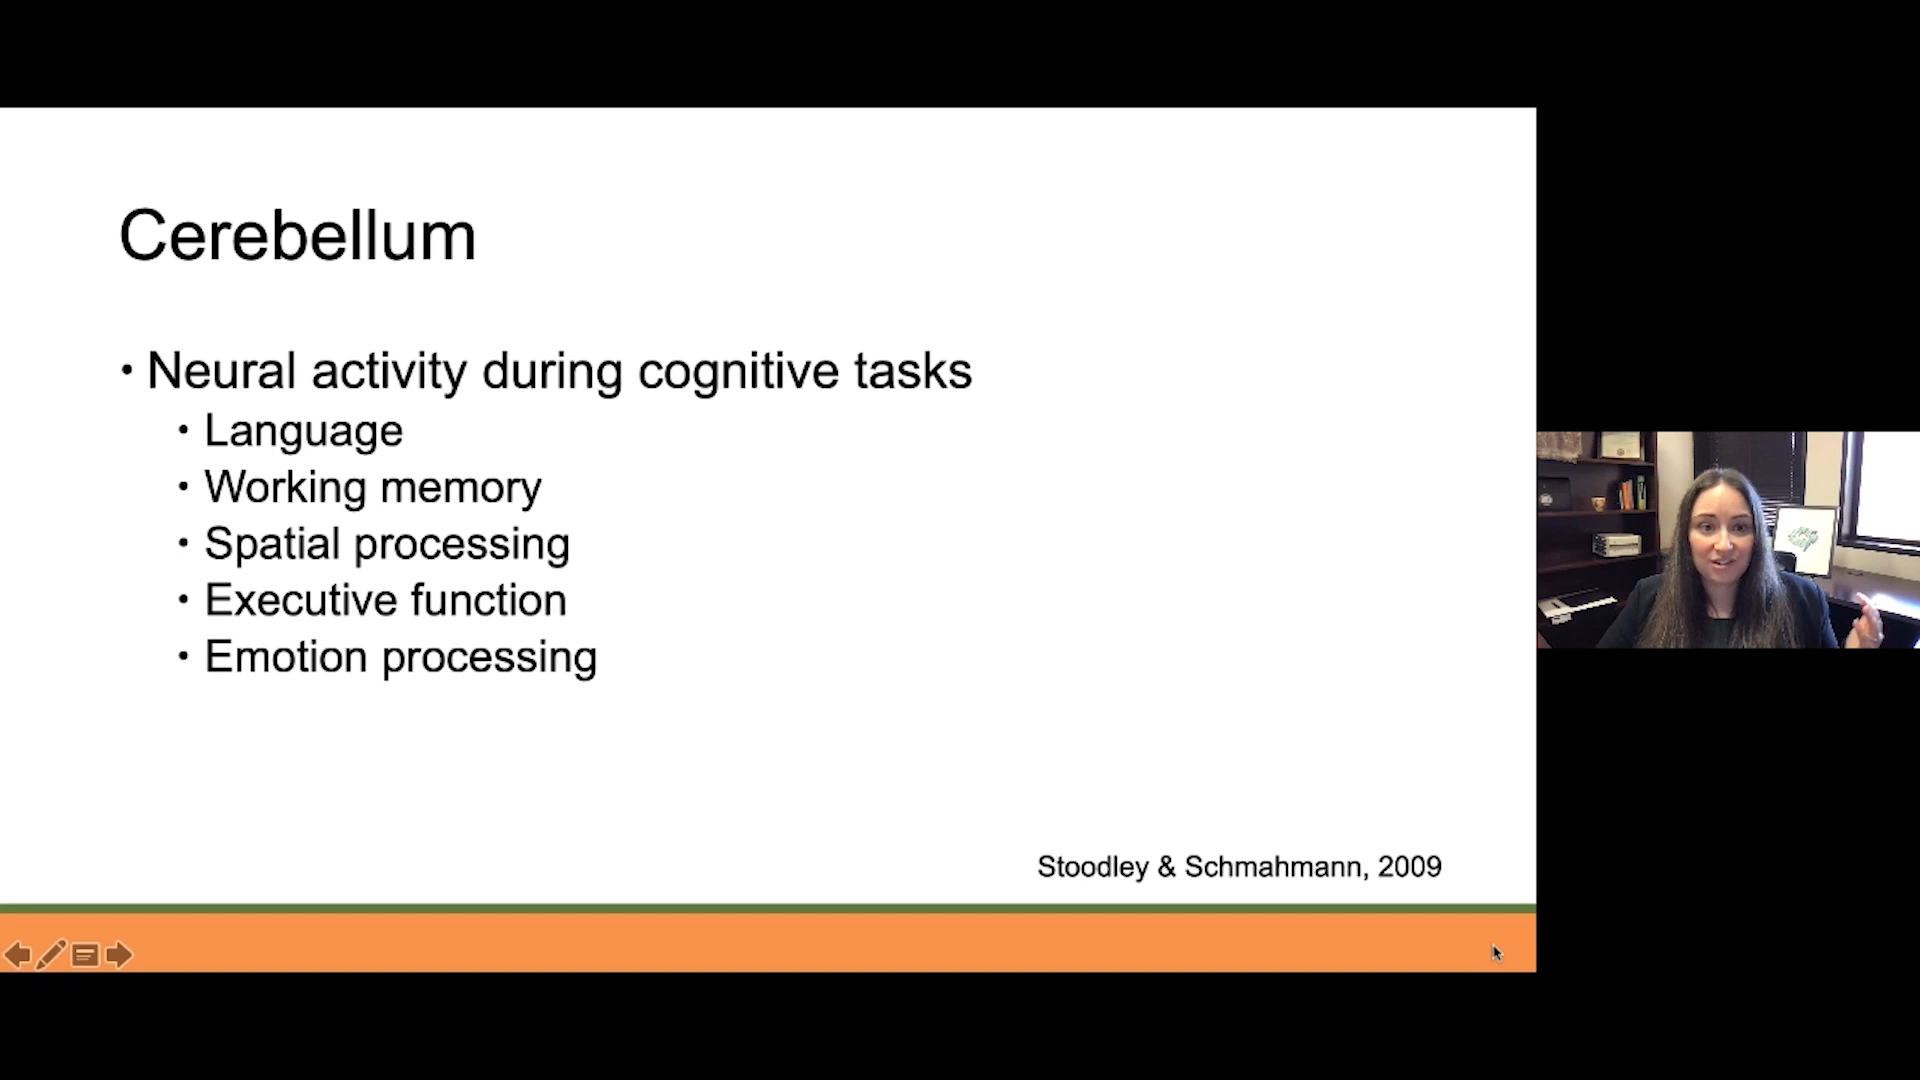 Cerebellum
• Neural activity during cognitive tasks
• Language
• Working memory
• Spatial processing
• Executive function
• Emotion processing
Stoodley & Schmahmann, 2009